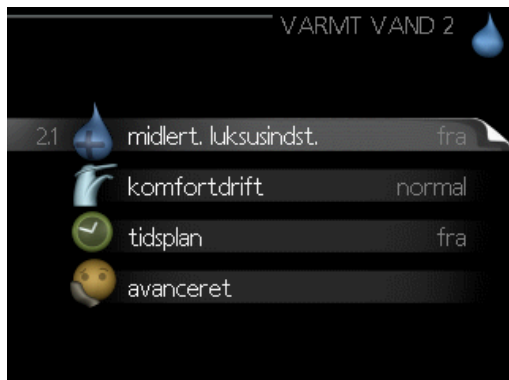 VARMT VAND 2
2.1 midlert. luksusindst. fra
komfortdrift normal
tidsplan fra
avanceret